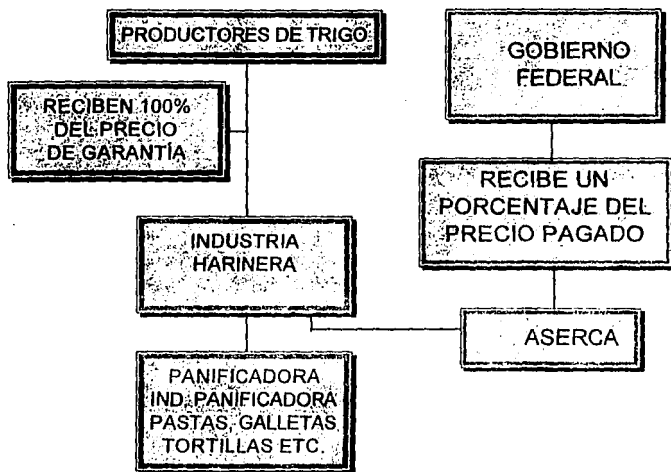 PRODUCTORES DE TRIGO
GOBIERNO
FEDERAL
RECIBEN 100%
DEL PRECIO
DE GARANTÍA
RECIBE UN
PORCENTAJE DEL
PRECIO PAGADO
INDUSTRIA
HARINERA
ASERCA
PANIFICADORA
IND. PANIFICADORA
PASTAS, GALLETAS
TORTILLAS ETC.